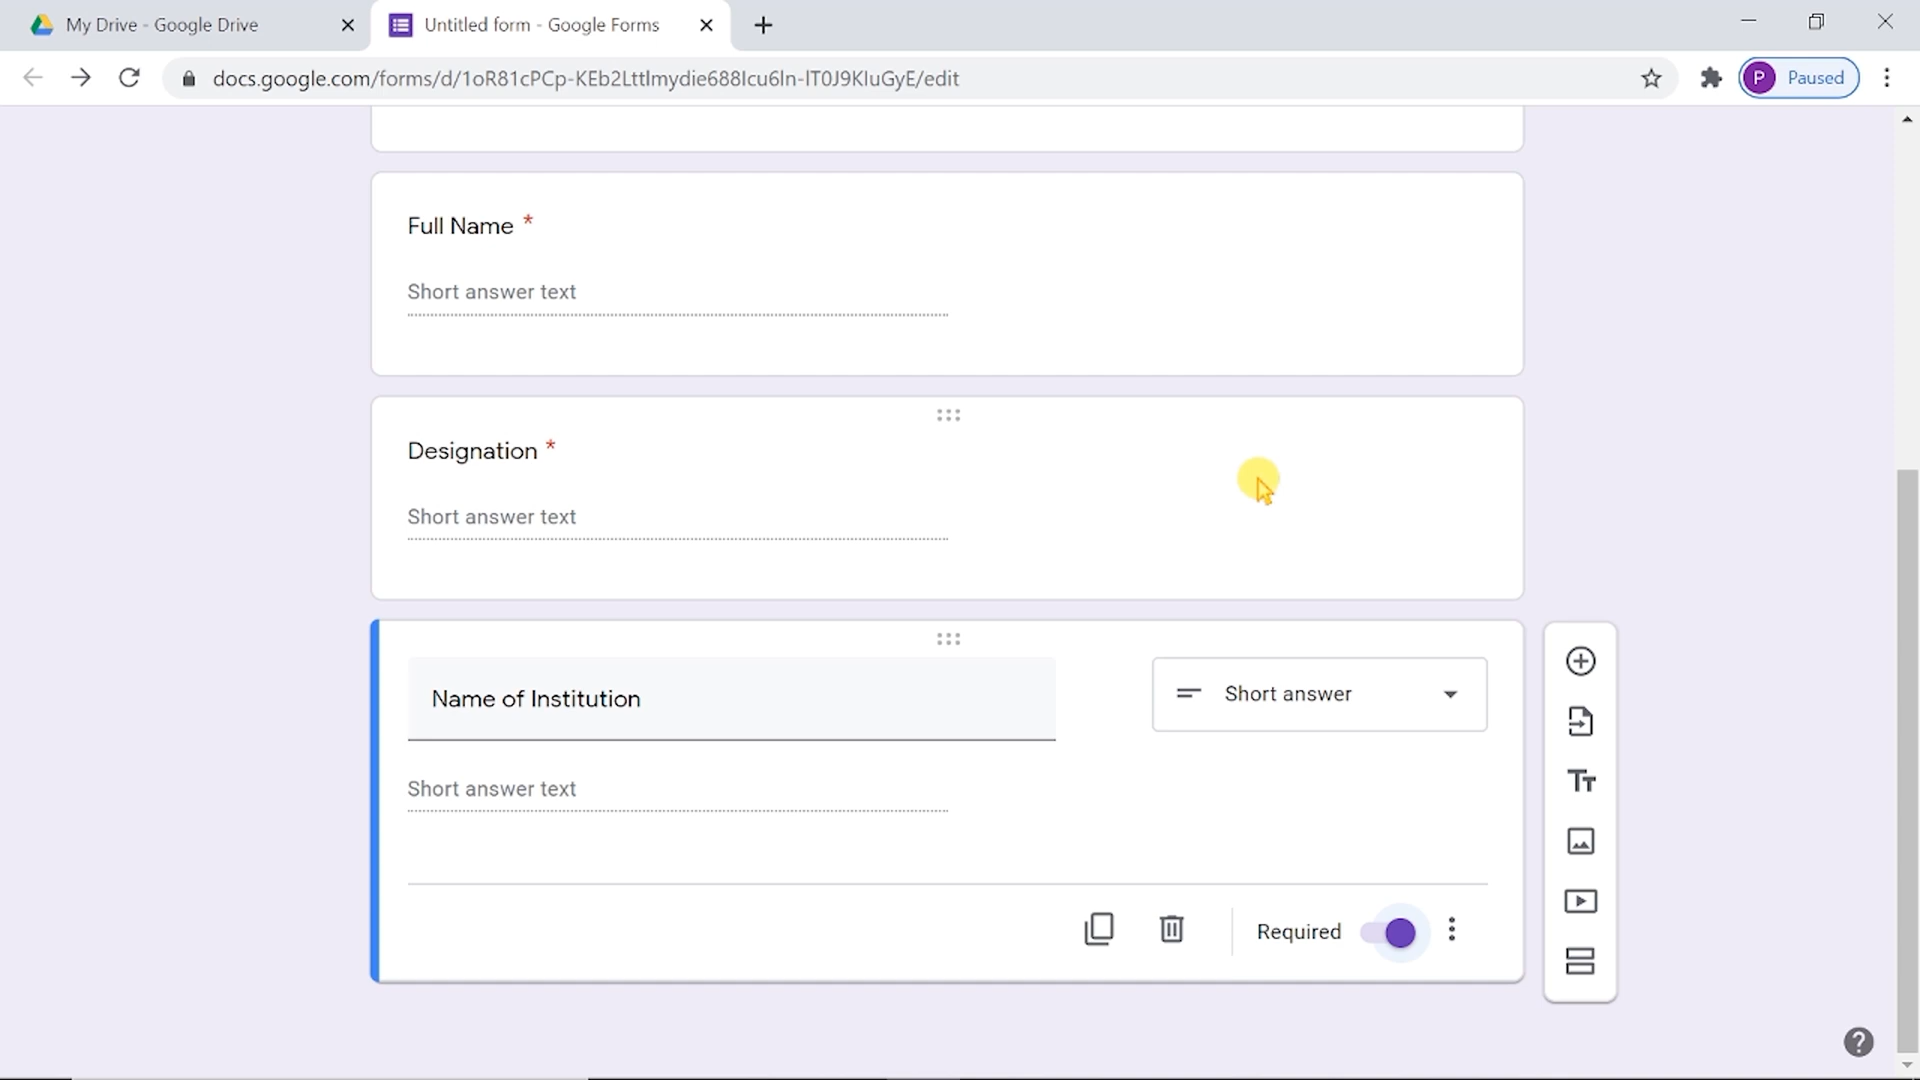 My Drive - Google Drive
Untitled form - Google Forms
docs.google.com/forms/d/1oR81cPCp-KEb2LttImydie688Icu6ln-IT0J9KIuGyE/edit
P Paused
Full Name *
Short answer text
Designation *
Short answer text
Name of Institution
Short answer
Short answer text
Required